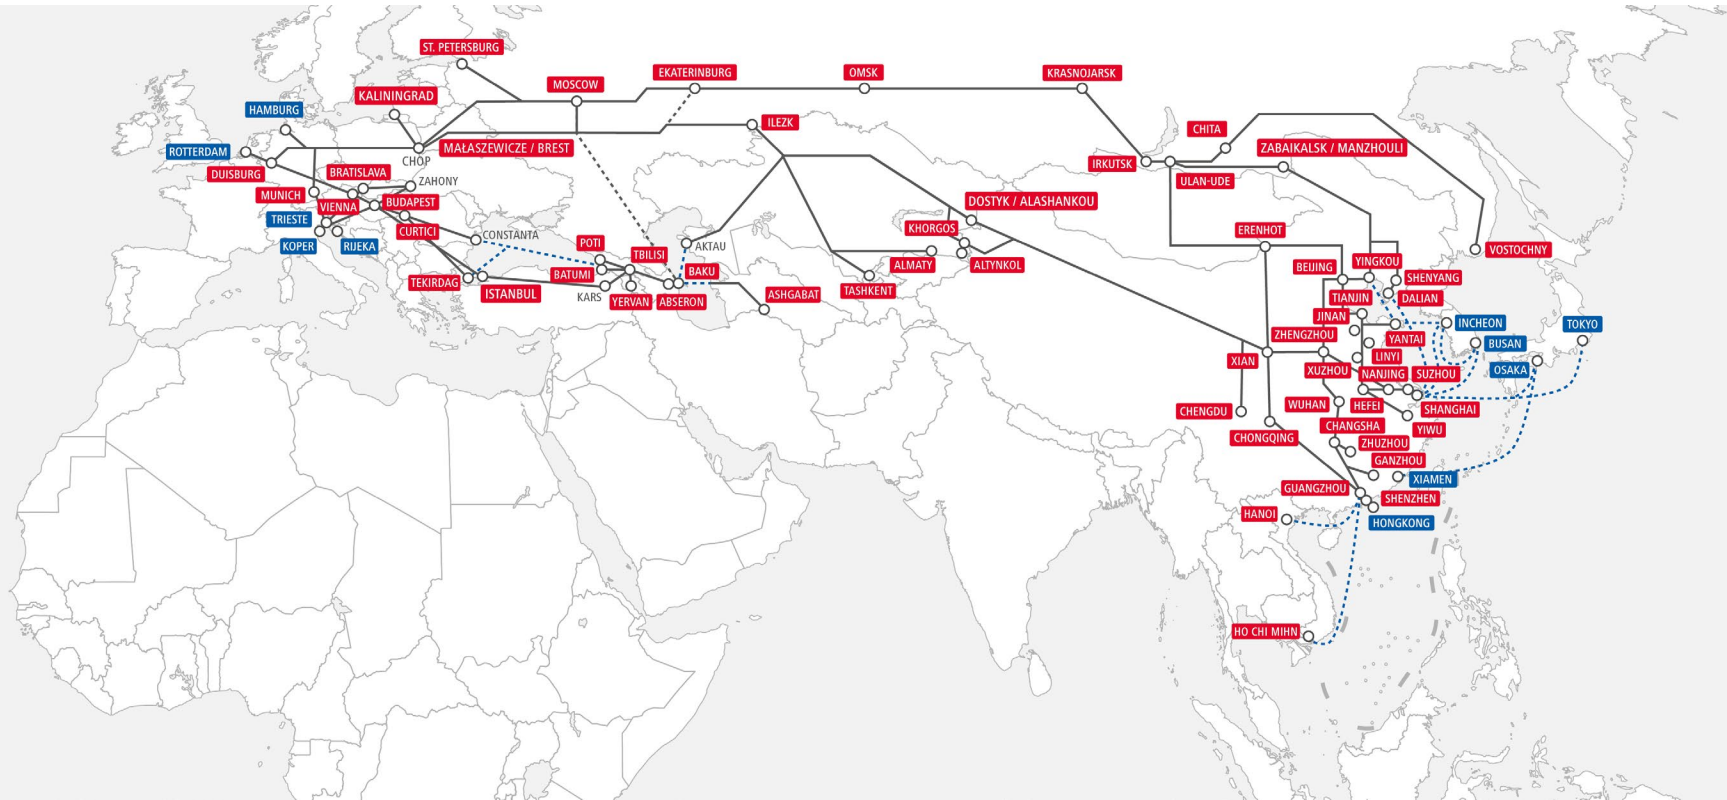 ST. PETERSBURG
MOSCOW
EKATERINBURG
OMSK
KRASNOJARSK
KALININGRAD
HAMBURG
ILEZK
CHITA
ROTTERDAM
CHOP
MAŁASZEWICZE / BREST
ZABAIKALSK / MANZHOULI
IRKUTSK
DUISBURG
BRATISLAVA
ZAHONY
ULAN-UDE
MUNICH
VIENNA
BUDAPEST
DOSTYK / ALASHANKOU
TRIESTE
CURTICI
CONSTANTA
KHORGOS
ERENHOT
KOPER
RIJEKA
POTI
TBILISI
AKTAU
VOSTOCHNY
ALMATY
ALTYNKOL
BEIJING
YINGKOU
BATUMI
BAKU
SHENYANG
TEKIRDAG
ISTANBUL
KARS
YERVAN
ABSERON
ASHGABAT
TASHKENT
TIANJIN
DALIAN
JINAN
INCHEON
TOKYO
ZHENGZHOU
YANTAI
BUSAN
XIAN
LINYI
OSAKA
XUZHOU
NANJING
SUZHOU
CHENGDU
WUHAN
HEFEI
SHANGHAI
CHANGSHA
YIWU
CHONGQING
ZHUZHOU
GANZHOU
XIAMEN
GUANGZHOU
SHENZHEN
HANOI
HONGKONG
HO CHI MIHN